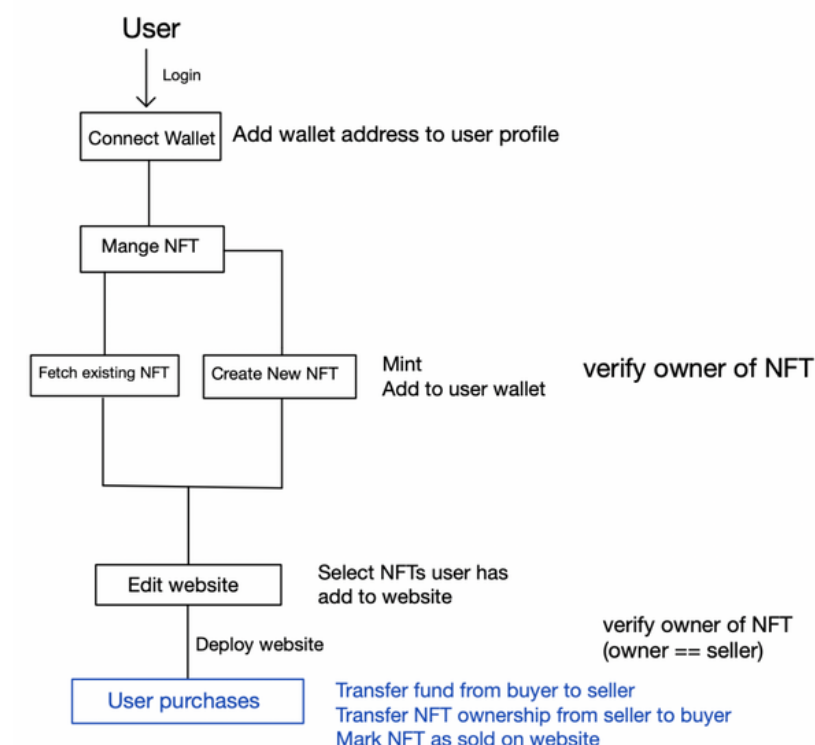 User
Login
Connect Wallet
Add wallet address to user profile
Mange NFT
Fetch existing NFT
Create New NFT
Mint
Add to user wallet
verify owner of NFT
Edit website
Select NFTs user has
add to website
Deploy website
verify owner of NFT
(owner == seller)
User purchases
Transfer fund from buyer to seller
Transfer NFT ownership from seller to buyer
Mark NFT as sold on website